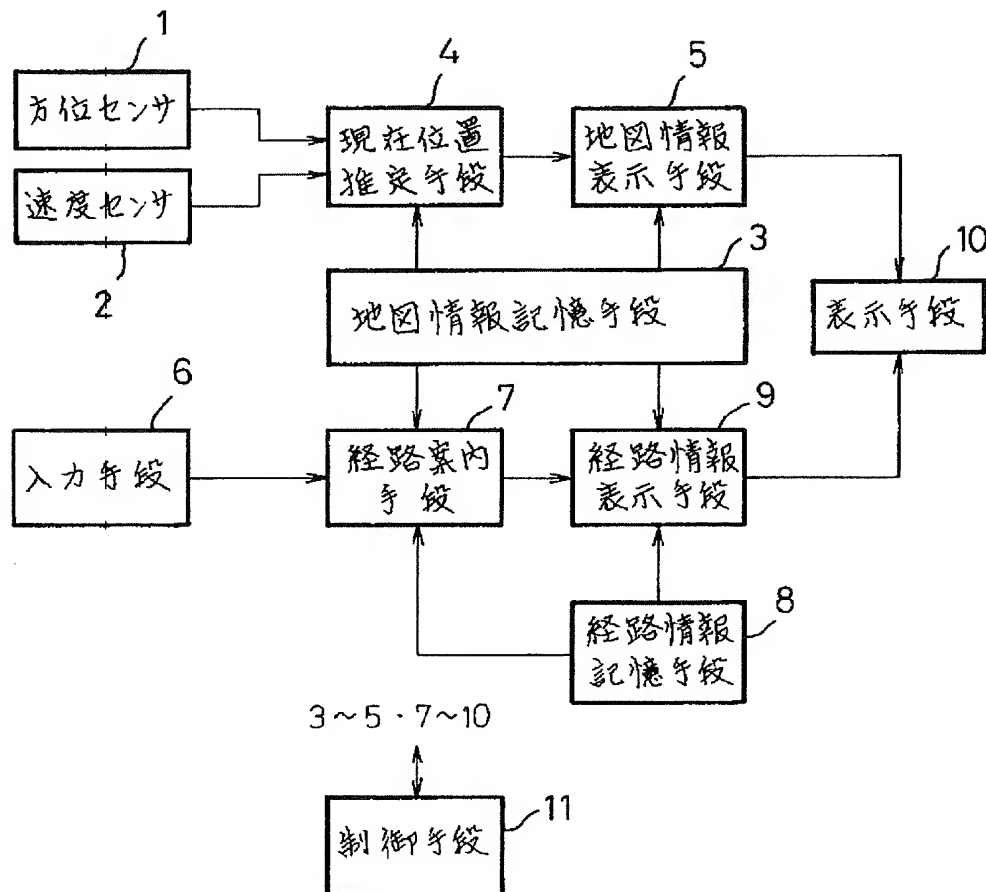 1
方位センサ
速度センサ
2
4
現在位置
推定手段
5
地図情報
表示手段
3
地図情報記憶手段
10
表示手段
6
入力手段
7
経路案内
手段
9
経路情報
表示手段
8
経路情報
記憶手段
3～5・7～10
11
制御手段